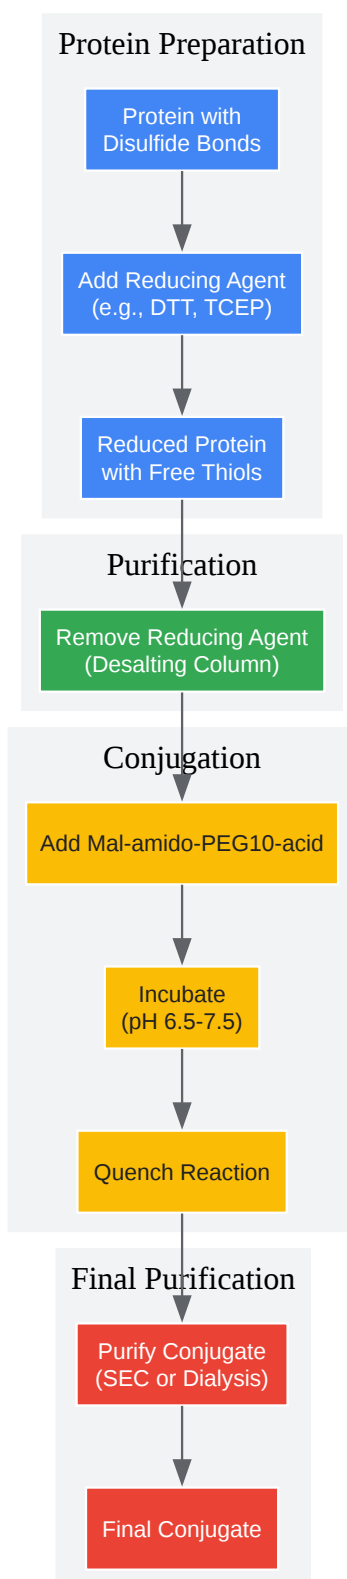 Protein Preparation
Protein with
Disulfide Bonds
Add Reducing Agent
(e.g., DTT, TCEP)
Reduced Protein
with Free Thiols
Purification
Remove Reducing Agent
(Desalting Column)
Conjugation
Add Mal-amido-PEG10-acid
Incubate
(pH 6.5-7.5)
Quench Reaction
Final Purification
Purify Conjugate
(SEC or Dialysis)
Final Conjugate